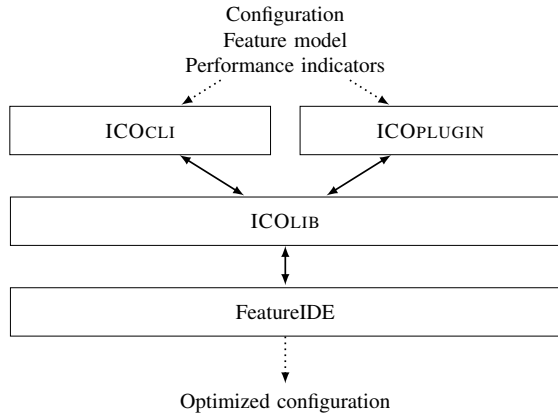 Configuration
Feature model
Performance indicators
ICOCLI
ICOPLUGIN
ICOLIB
FeatureIDE
Optimized configuration